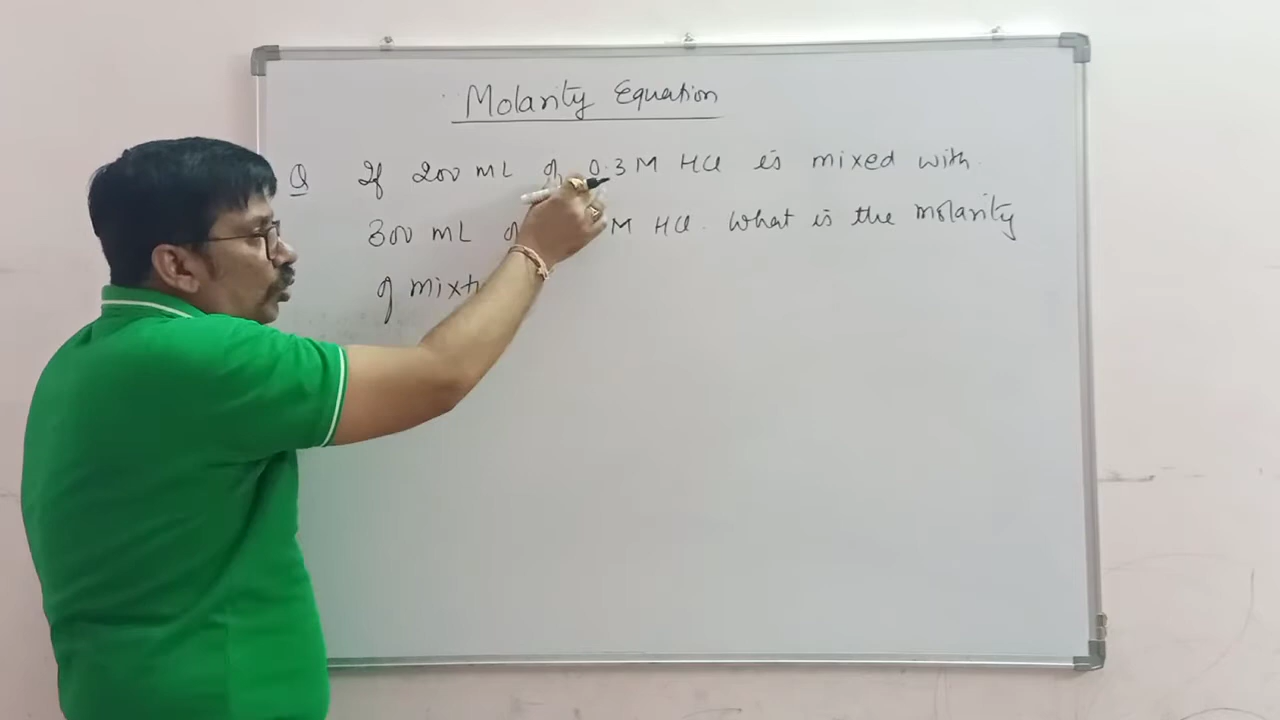 Molarity Equation
Q If 200 mL of 0.3 M HCl is mixed with
300 mL of M HCl. What is the molarity
of